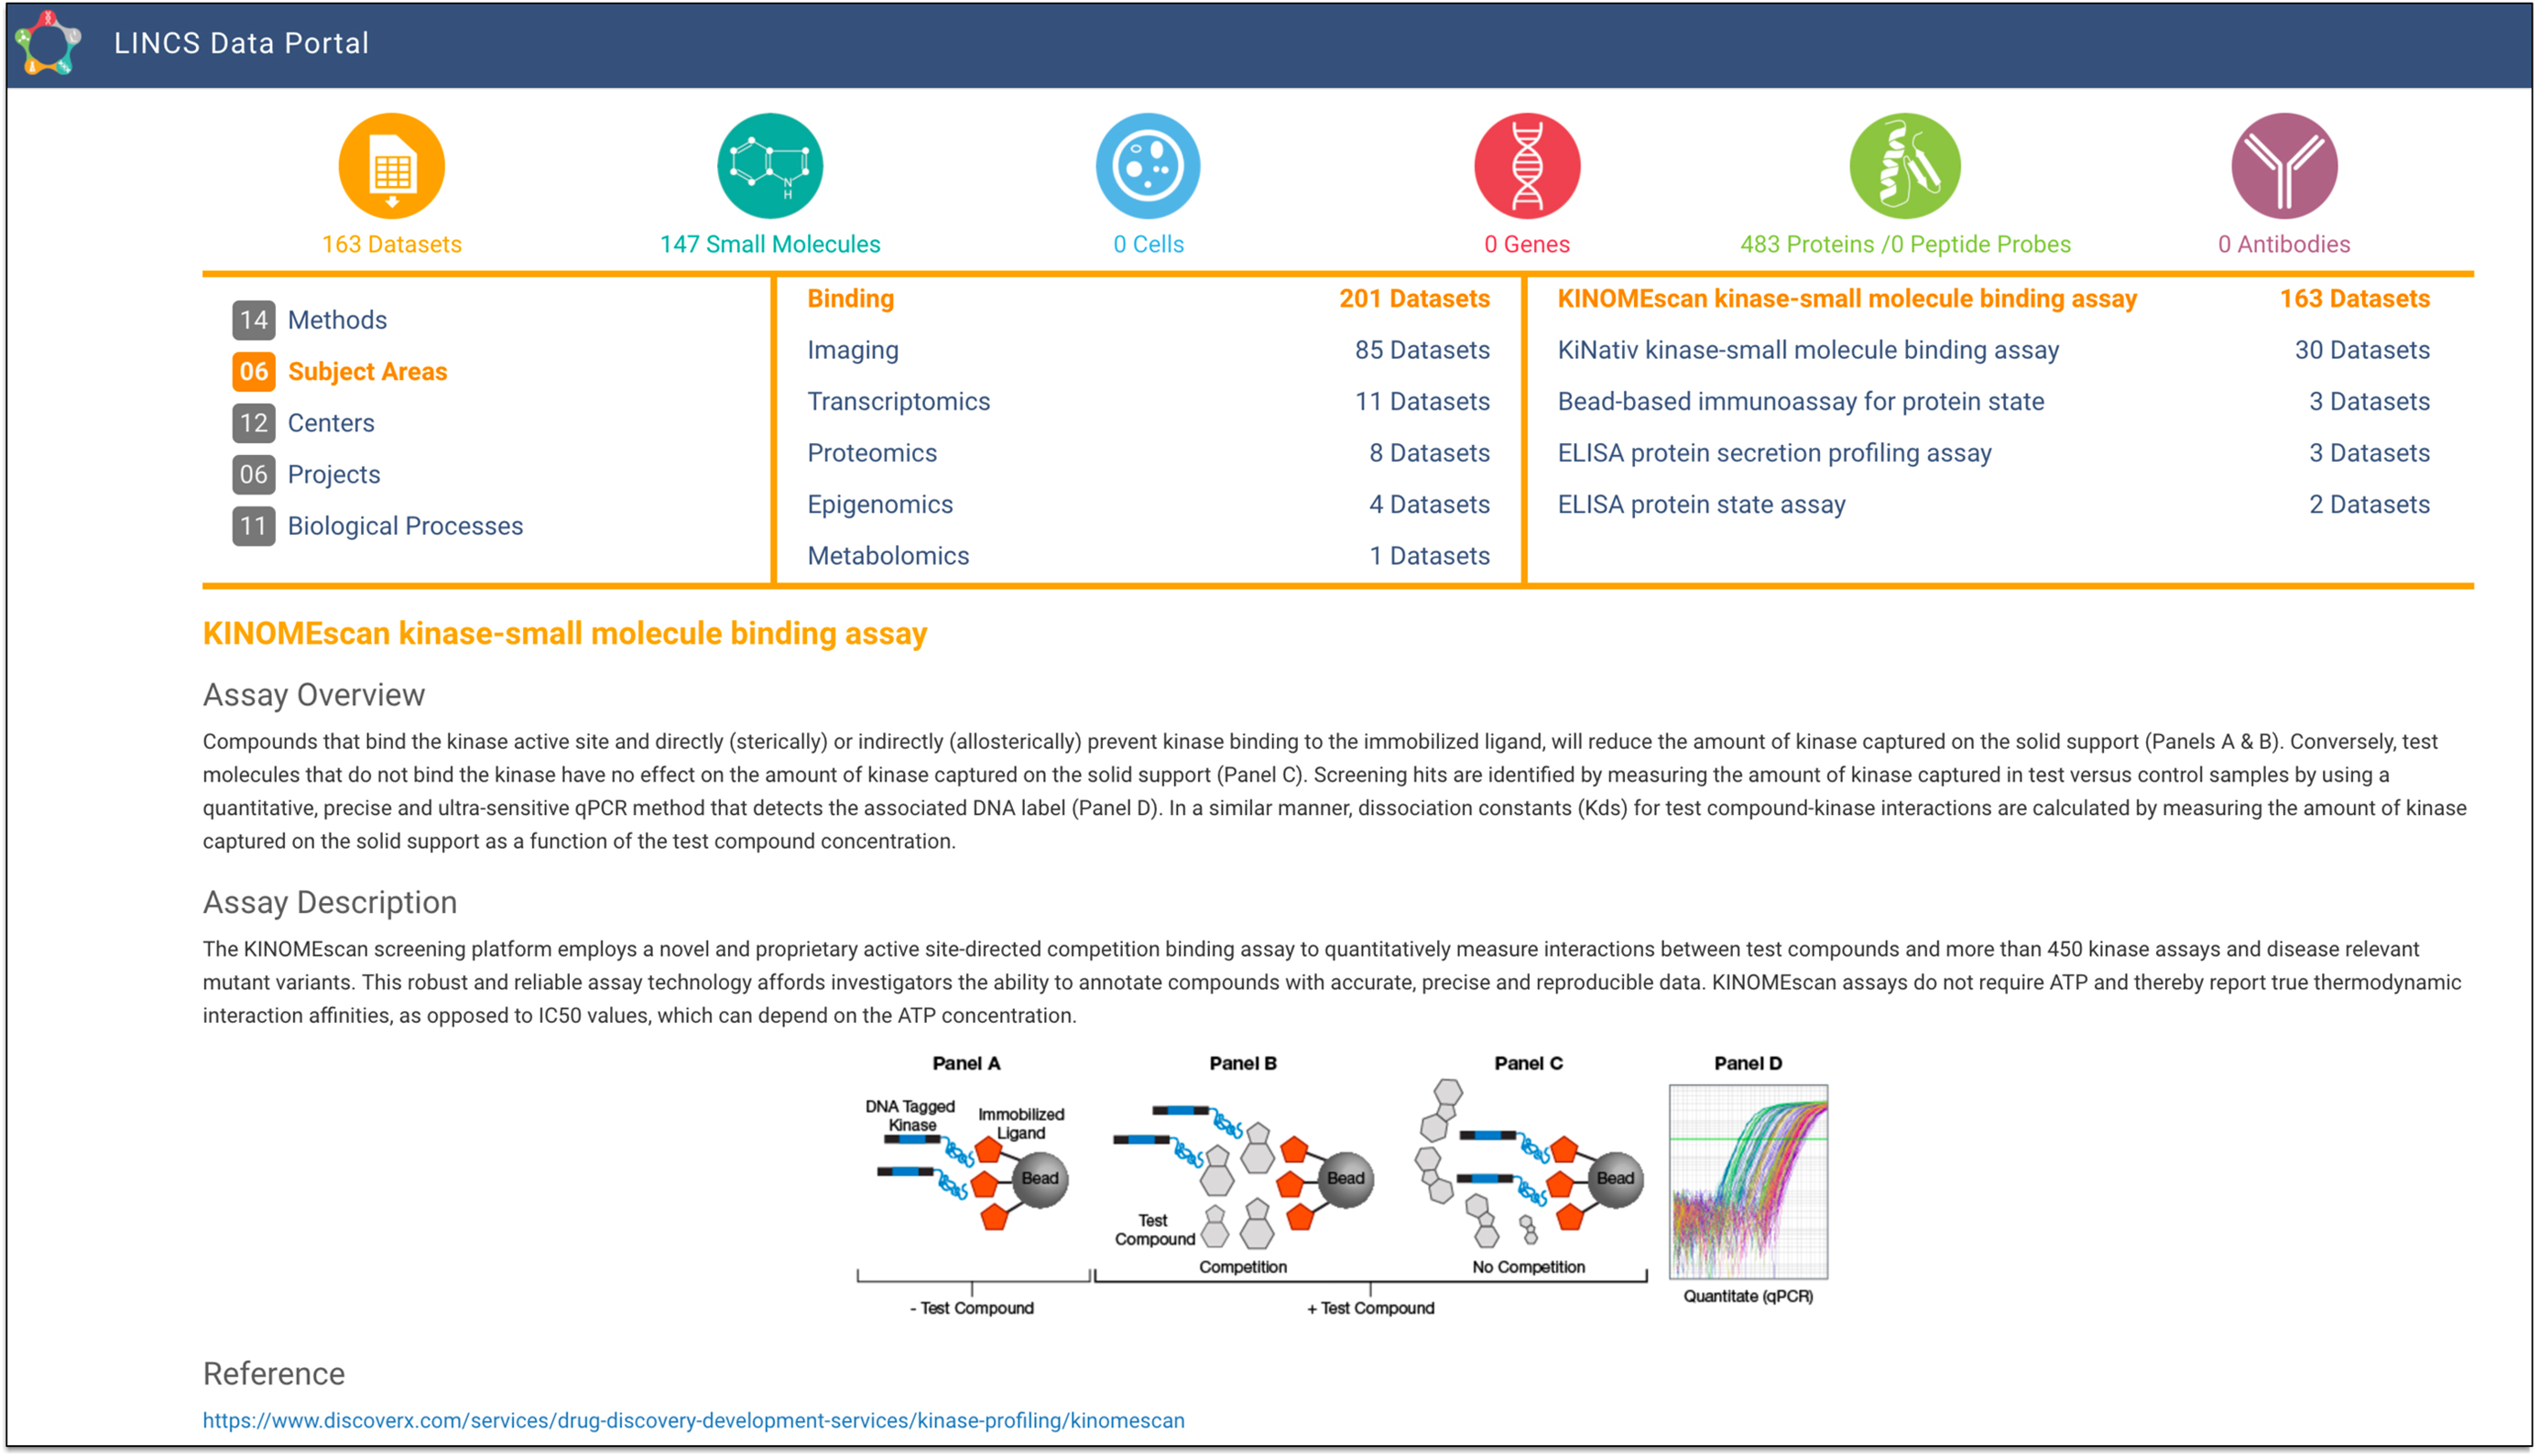 LINCS Data Portal
N
H
163 Datasets
147 Small Molecules
0 Cells
0 Genes
483 Proteins /0 Peptide Probes
0 Antibodies
14 Methods
06 Subject Areas
12 Centers
06 Projects
11 Biological Processes
Binding 201 Datasets
Imaging 85 Datasets
Transcriptomics 11 Datasets
Proteomics 8 Datasets
Epigenomics 4 Datasets
Metabolomics 1 Datasets
KINOMEscan kinase-small molecule binding assay 163 Datasets
KiNativ kinase-small molecule binding assay 30 Datasets
Bead-based immunoassay for protein state 3 Datasets
ELISA protein secretion profiling assay 3 Datasets
ELISA protein state assay 2 Datasets
KINOMEscan kinase-small molecule binding assay
Assay Overview
Compounds that bind the kinase active site and directly (sterically) or indirectly (allosterically) prevent kinase binding to the immobilized ligand, will reduce the amount of kinase captured on the solid support (Panels A & B). Conversely, test
molecules that do not bind the kinase have no effect on the amount of kinase captured on the solid support (Panel C). Screening hits are identified by measuring the amount of kinase captured in test versus control samples by using a
quantitative, precise and ultra-sensitive qPCR method that detects the associated DNA label (Panel D). In a similar manner, dissociation constants (Kds) for test compound-kinase interactions are calculated by measuring the amount of kinase
captured on the solid support as a function of the test compound concentration.
Assay Description
The KINOMEscan screening platform employs a novel and proprietary active site-directed competition binding assay to quantitatively measure interactions between test compounds and more than 450 kinase assays and disease relevant
mutant variants. This robust and reliable assay technology affords investigators the ability to annotate compounds with accurate, precise and reproducible data. KINOMEscan assays do not require ATP and thereby report true thermodynamic
interaction affinities, as opposed to IC50 values, which can depend on the ATP concentration.
Panel A
DNA Tagged
Kinase
Immobilized
Ligand
Bead
- Test Compound
Panel B
Bead
Test
Compound
Competition
Panel C
Bead
No Competition
+ Test Compound
Panel D
Quantitate (qPCR)
Reference
https://www.discoverx.com/services/drug-discovery-development-services/kinase-profiling/kinomescan